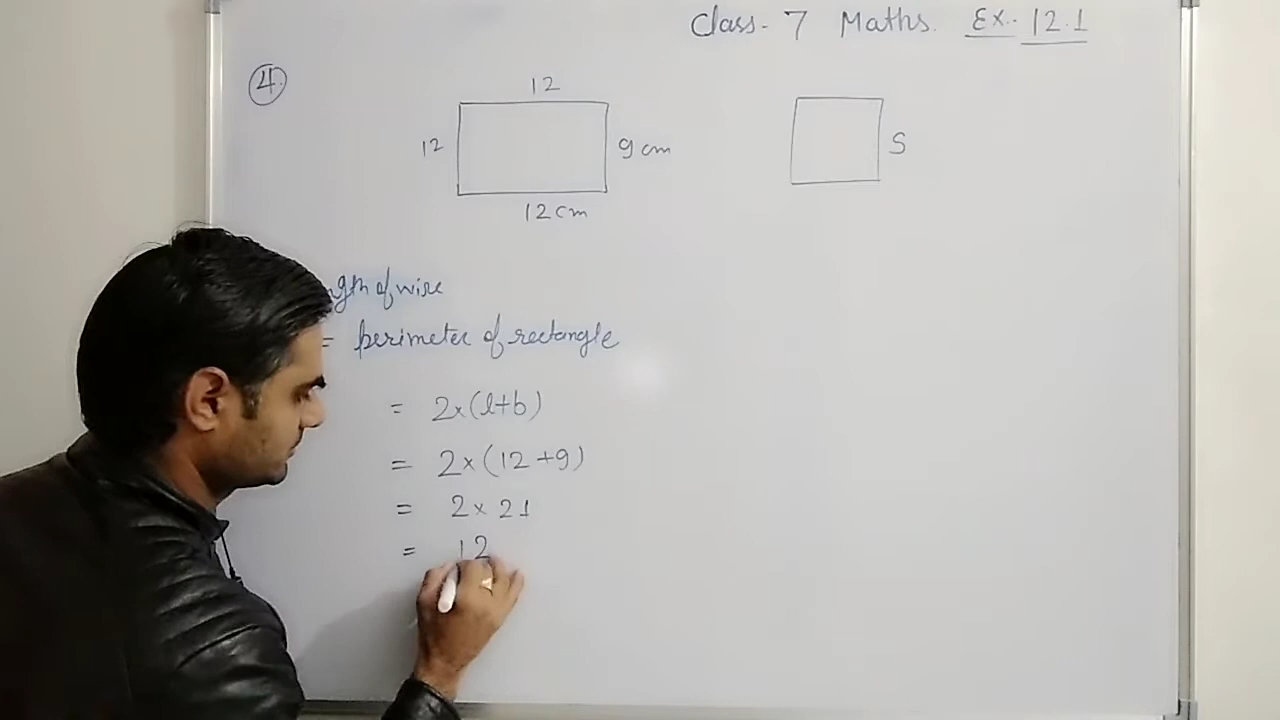 Class- 7 Maths. Ex.. 12.1
4.
12
12
9 cm
12 cm
S
of wire
= perimeter of rectangle
= 2×(l+b)
= 2×(12+9)
= 2×21
= 12